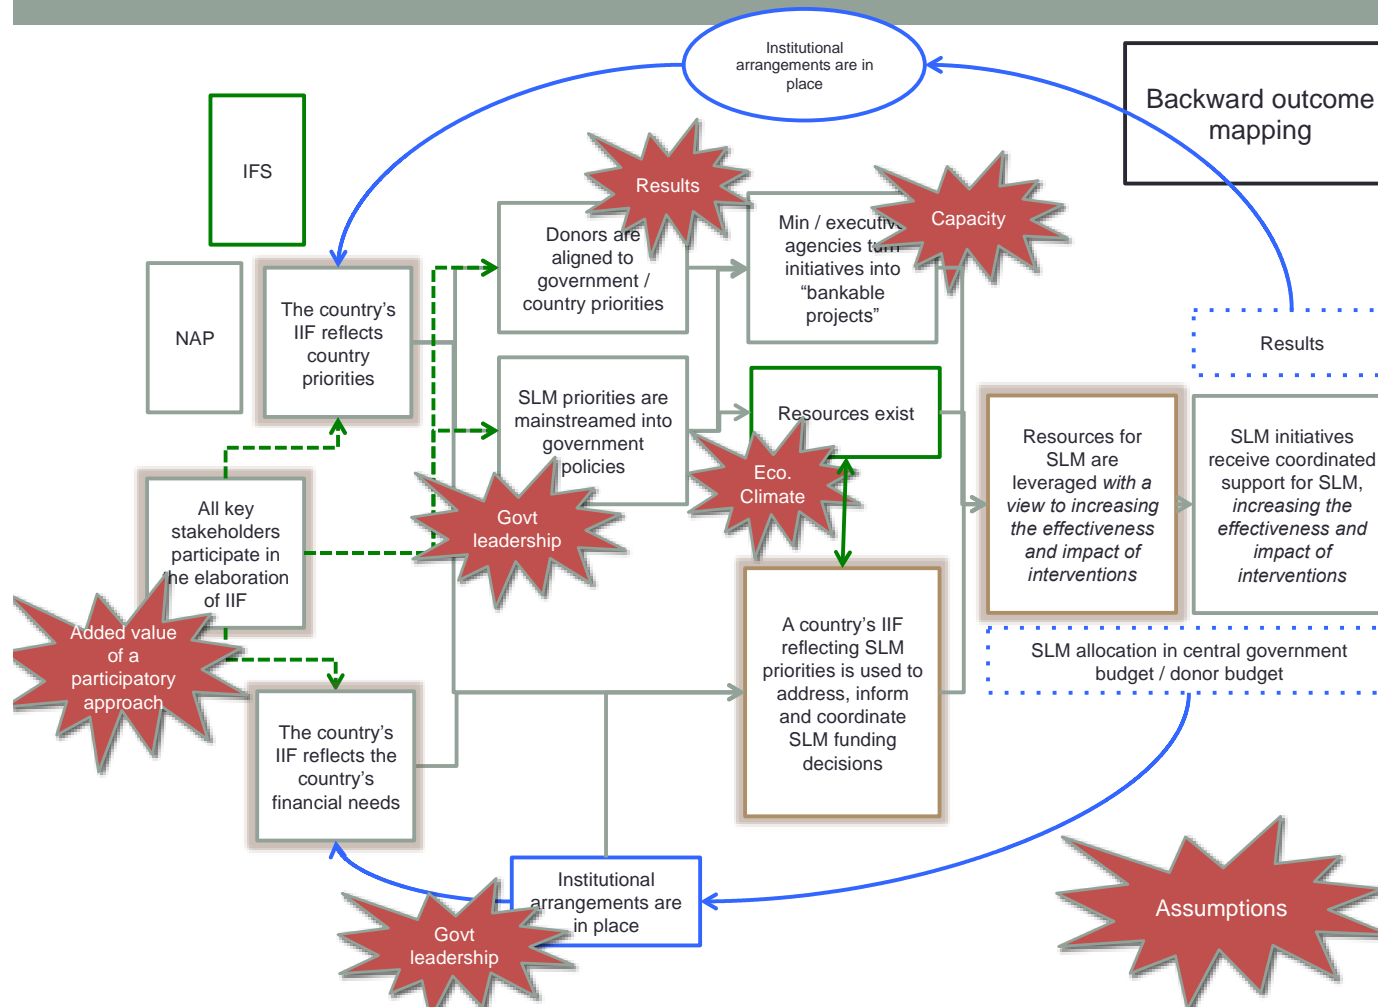 Institutional
arrangements are in
place
Backward outcome
mapping
IFS
Results
Capacity
Donors are
aligned to
government /
country priorities
Min / executive
agencies turn
initiatives into
“bankable
projects”
NAP
The country’s
IIF reflects
country
priorities
Results
SLM priorities are
mainstreamed into
government
policies
Resources exist
Eco.
Climate
Resources for
SLM are
leveraged with a
view to increasing
the effectiveness
and impact of
interventions
SLM initiatives
receive coordinated
support for SLM,
increasing the
effectiveness and
impact of
interventions
All key
stakeholders
participate in
the elaboration
of IIF
Govt
leadership
Added value
of a
participatory
approach
A country’s IIF
reflecting SLM
priorities is used to
address, inform
and coordinate
SLM funding
decisions
SLM allocation in central government
budget / donor budget
The country’s
IIF reflects the
country’s
financial needs
Institutional
arrangements are
in place
Govt
leadership
Assumptions